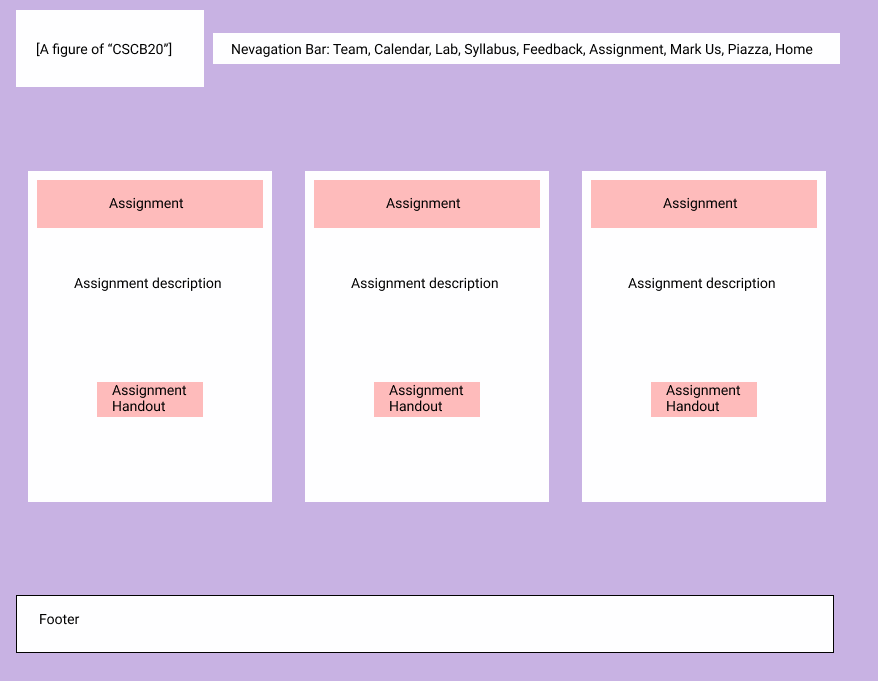 [A figure of “CSCB20”]
Nevagation Bar: Team, Calendar, Lab, Syllabus, Feedback, Assignment, Mark Us, Piazza, Home
Assignment
Assignment description
Assignment
Handout
Assignment
Assignment description
Assignment
Handout
Assignment
Assignment description
Assignment
Handout
Footer